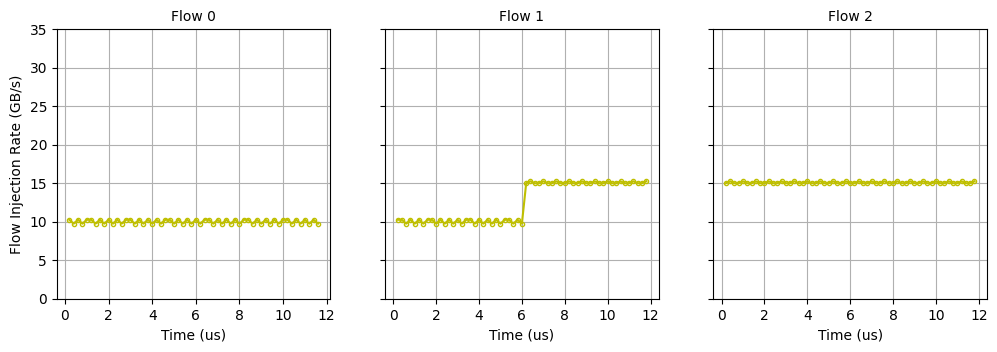 Flow 0
Flow 1
Flow 2
Flow Injection Rate (GB/s)
35
30
25
20
15
10
5
0
0 2 4 6 8 10 12
0 2 4 6 8 10 12
0 2 4 6 8 10 12
Time (us)
Time (us)
Time (us)